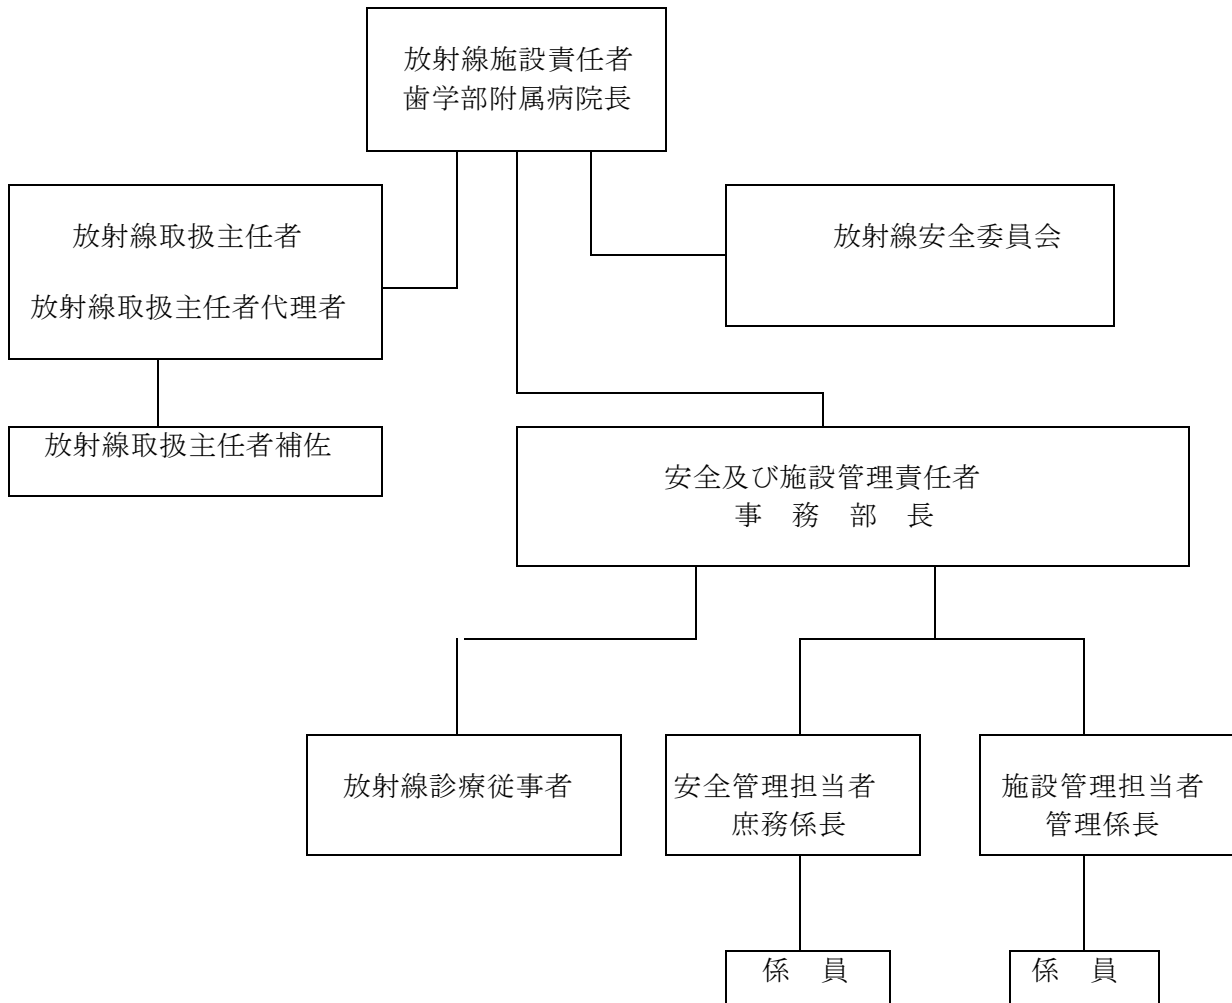 放射線施設責任者
歯学部附属病院長
放射線取扱主任者
放射線取扱主任者代理者
放射線安全委員会
放射線取扱主任者補佐
安全及び施設管理責任者
事　務　部　長
放射線診療従事者
安全管理担当者
庶務係長
施設管理担当者
管理係長
係　員
係　員